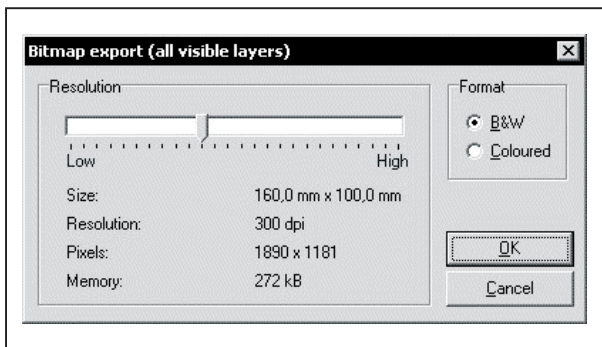 Bitmap export (all visible layers)
Resolution
Low High
Size: 160,0 mm x 100,0 mm
Resolution: 300 dpi
Pixels: 1890 x 1181
Memory: 272 kB
Format
B&W
Coloured
OK
Cancel